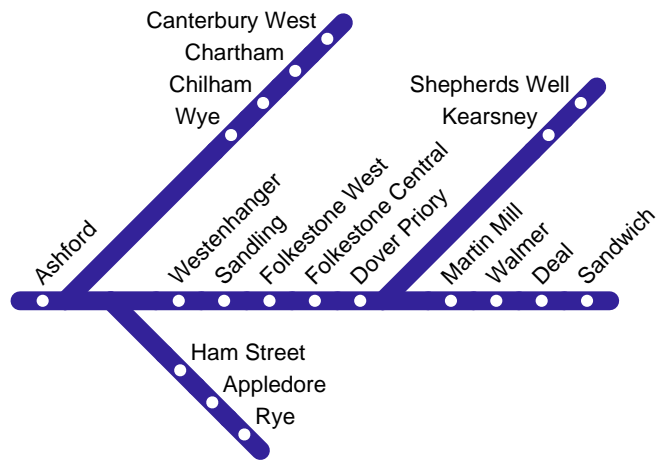 Canterbury West
Chartham
Chilham
Wye
Shepherds Well
Kearsney
Ashford
Westenhanger
Sandling
Folkestone West
Folkestone Central
Dover Priory
Martin Mill
Walmer
Deal
Sandwich
Ham Street
Appledore
Rye